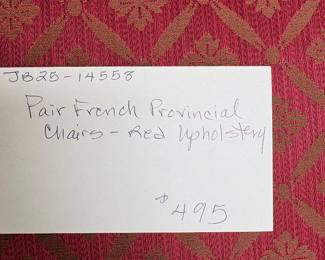 JB25-14558
Pair French Provincial
Chairs - Red Upholstery
$495